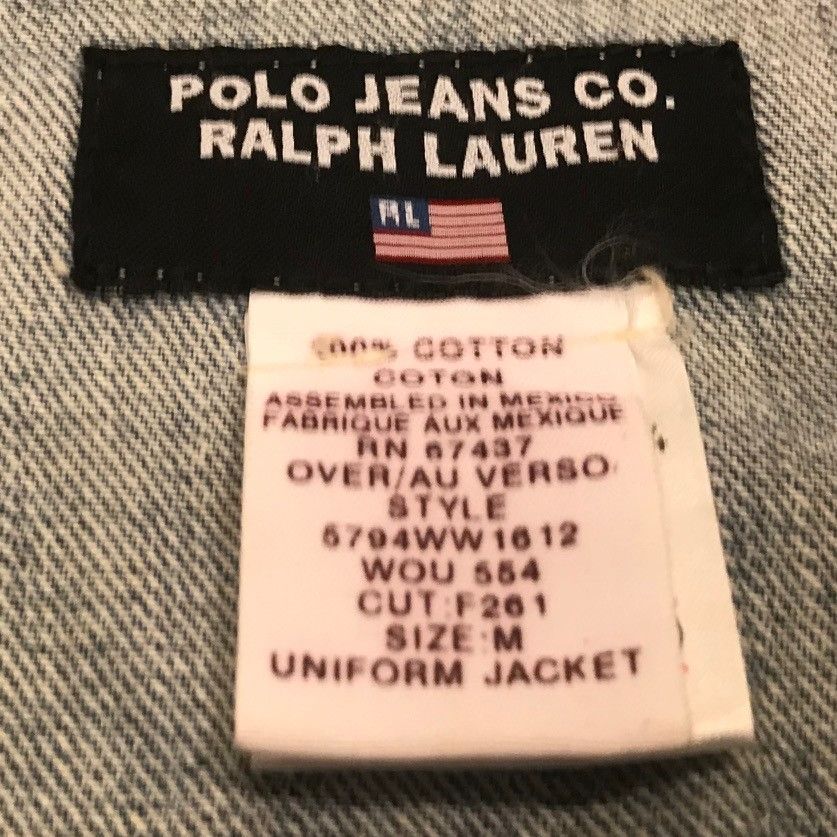 POLO JEANS CO.
RALPH LAUREN
RL
100% COTTON
COTON
ASSEMBLED IN MEXICO
FABRIQUE AUX MEXIQUE
RN 67437
OVER/AU VERSO
STYLE
5794WW1612
WOU 554
CUT:F261
SIZE:M
UNIFORM JACKET